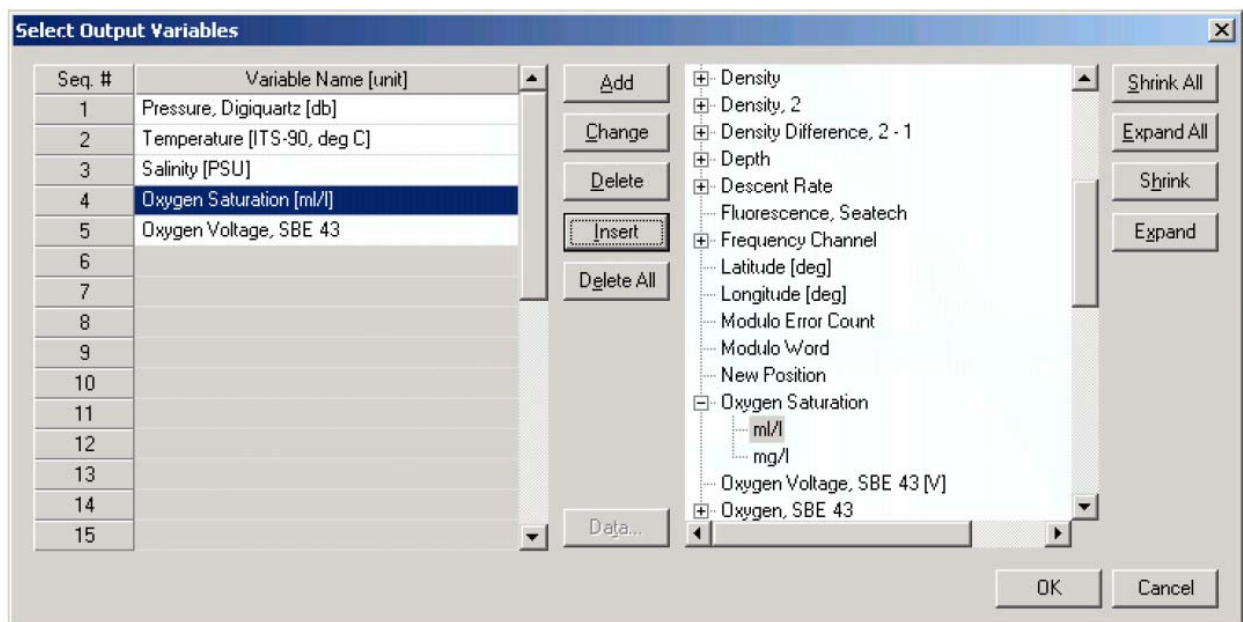 Select Output Variables
Seq. # Variable Name [unit]
1 Pressure, Digiquartz [db]
2 Temperature [ITS-90, deg C]
3 Salinity [PSU]
4 Oxygen Saturation [ml/l]
5 Oxygen Voltage, SBE 43
6
7
8
9
10
11
12
13
14
15
Add
Change
Delete
Insert
Delete All
Data...
Density
Density, 2
Density Difference, 2 - 1
Depth
Descent Rate
Fluorescence, Seatech
Frequency Channel
Latitude [deg]
Longitude [deg]
Modulo Error Count
Modulo Word
New Position
Oxygen Saturation
ml/l
mg/l
Oxygen Voltage, SBE 43 [V]
Oxygen, SBE 43
Shrink All
Expand All
Shrink
Expand
OK
Cancel